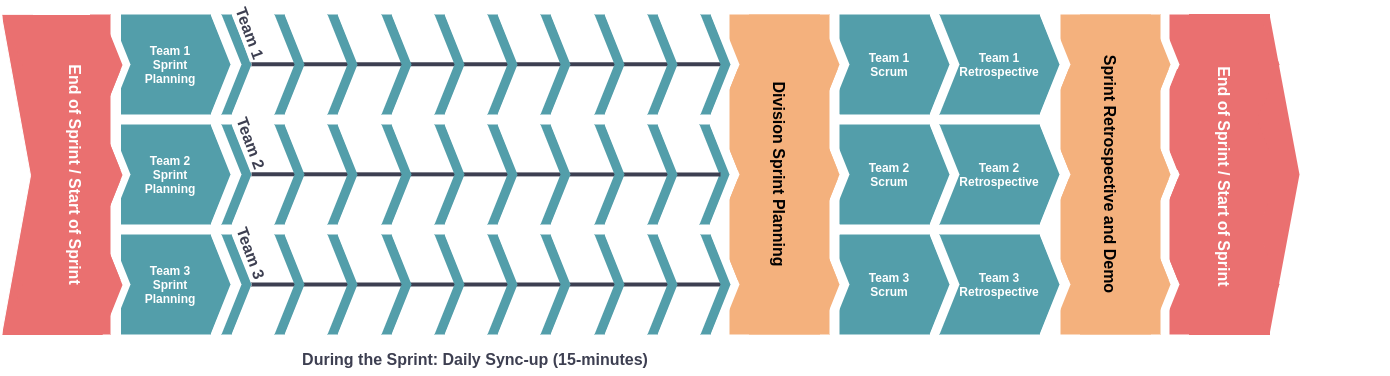 End of Sprint / Start of Sprint
Team 1
Sprint
Planning
Team 1
Team 2
Sprint
Planning
Team 2
Team 3
Sprint
Planning
Team 3
Division Sprint Planning
Team 1
Scrum
Team 1
Retrospective
Team 2
Scrum
Team 2
Retrospective
Team 3
Scrum
Team 3
Retrospective
Sprint Retrospective and Demo
End of Sprint / Start of Sprint
During the Sprint: Daily Sync-up (15-minutes)